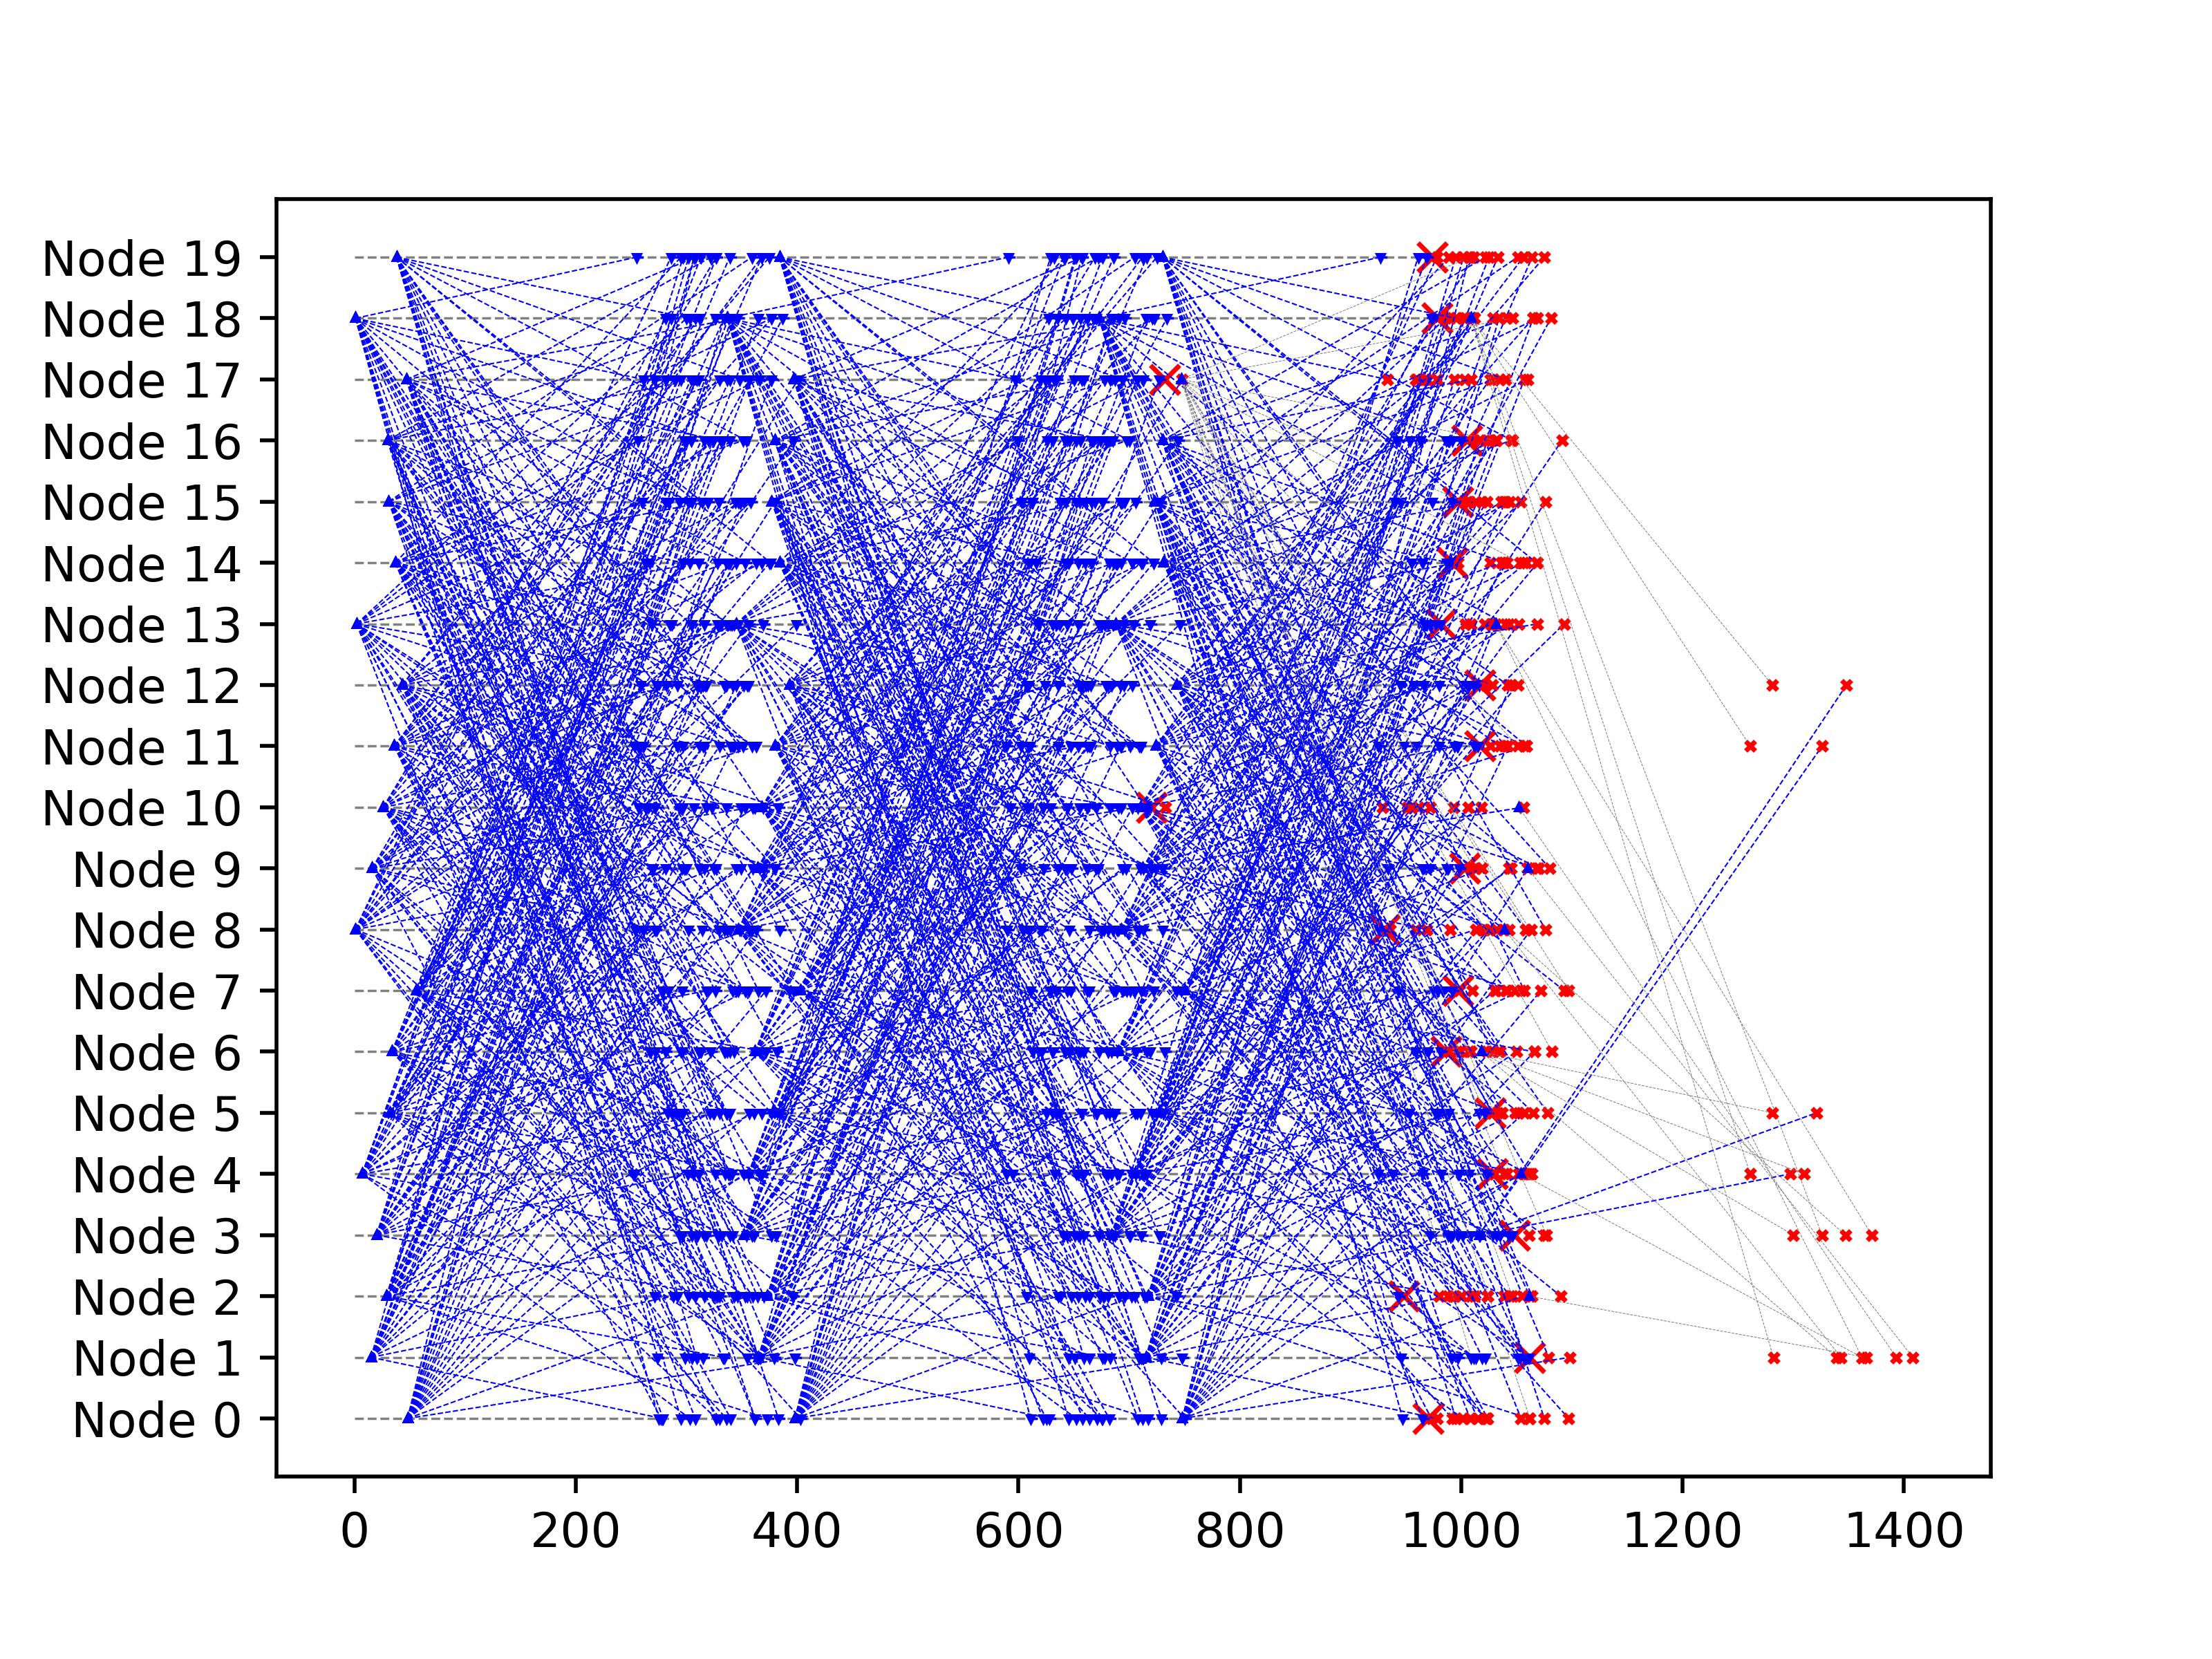 Node 19
Node 18
Node 17
Node 16
Node 15
Node 14
Node 13
Node 12
Node 11
Node 10
Node 9
Node 8
Node 7
Node 6
Node 5
Node 4
Node 3
Node 2
Node 1
Node 0
0 200 400 600 800 1000 1200 1400